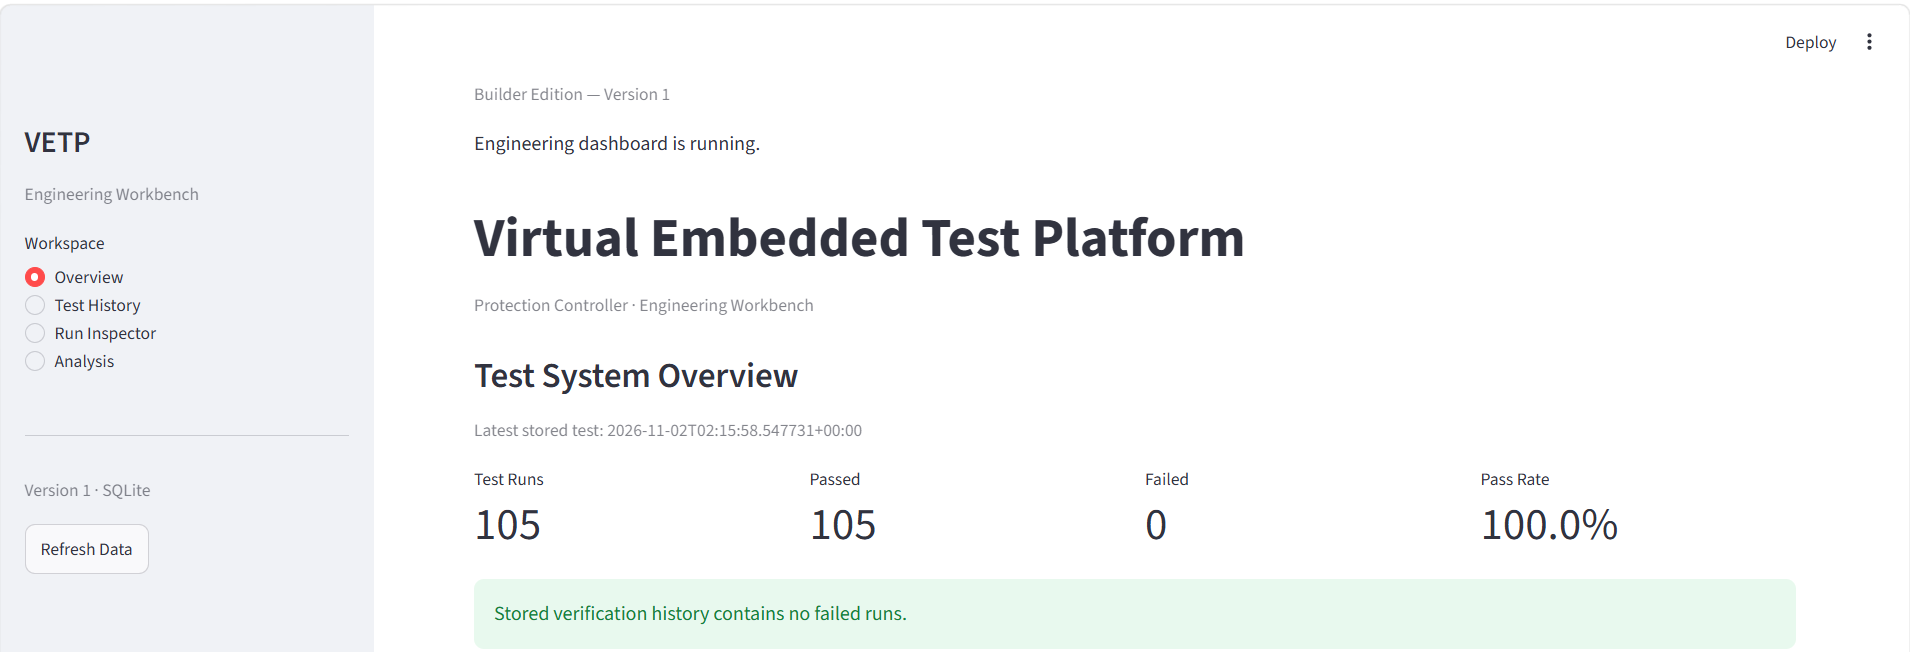 VETP
Engineering Workbench
Workspace
Overview
Test History
Run Inspector
Analysis
Version 1 · SQLite
Refresh Data
Deploy
Builder Edition — Version 1
Engineering dashboard is running.
Virtual Embedded Test Platform
Protection Controller · Engineering Workbench
Test System Overview
Latest stored test: 2026-11-02T02:15:58.547731+00:00
Test Runs Passed Failed Pass Rate
105 105 0 100.0%
Stored verification history contains no failed runs.